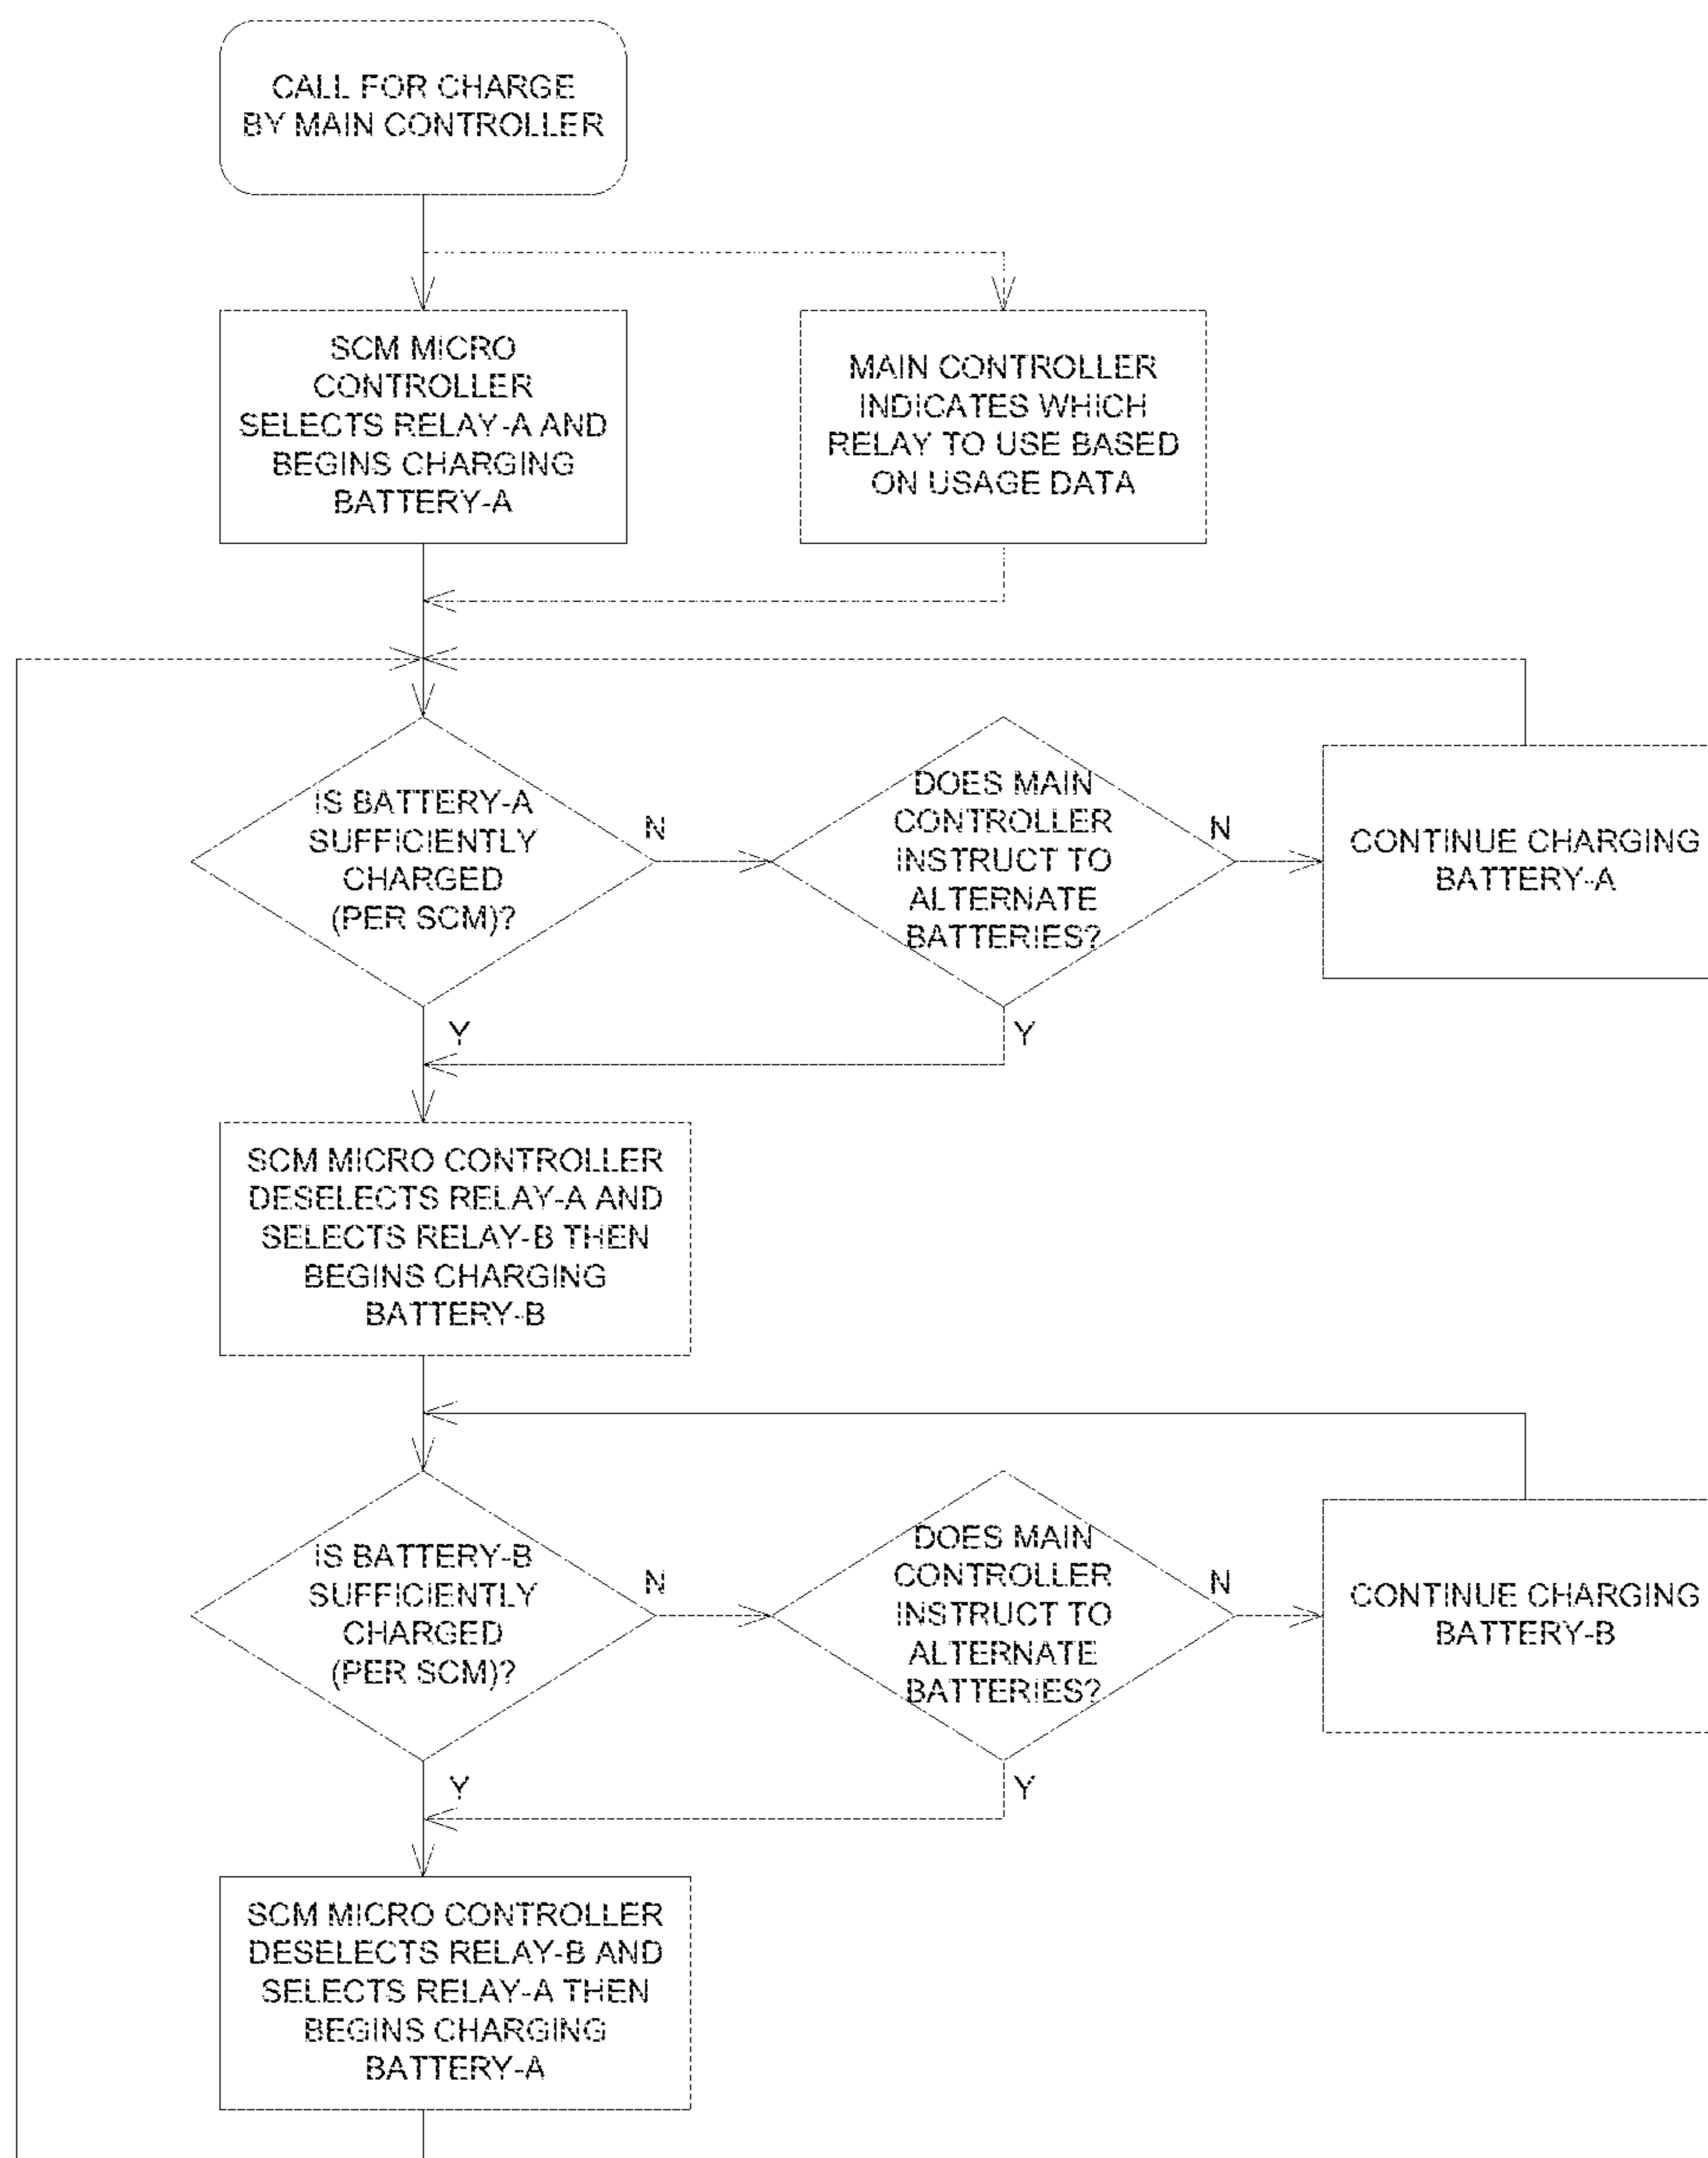 CALL FOR CHARGE
BY MAIN CONTROLLER
SCM MICRO
CONTROLLER
SELECTS RELAY-A AND
BEGINS CHARGING
BATTERY-A
MAIN CONTROLLER
INDICATES WHICH
RELAY TO USE BASED
ON USAGE DATA
IS BATTERY-A
SUFFICIENTLY
CHARGED
(PER SCM)?
N
DOES MAIN
CONTROLLER
INSTRUCT TO
ALTERNATE
BATTERIES?
N
CONTINUE CHARGING
BATTERY-A
Y
Y
SCM MICRO CONTROLLER
DESELECTS RELAY-A AND
SELECTS RELAY-B THEN
BEGINS CHARGING
BATTERY-B
IS BATTERY-B
SUFFICIENTLY
CHARGED
(PER SCM)?
N
DOES MAIN
CONTROLLER
INSTRUCT TO
ALTERNATE
BATTERIES?
N
CONTINUE CHARGING
BATTERY-B
Y
Y
SCM MICRO CONTROLLER
DESELECTS RELAY-B AND
SELECTS RELAY-A THEN
BEGINS CHARGING
BATTERY-A